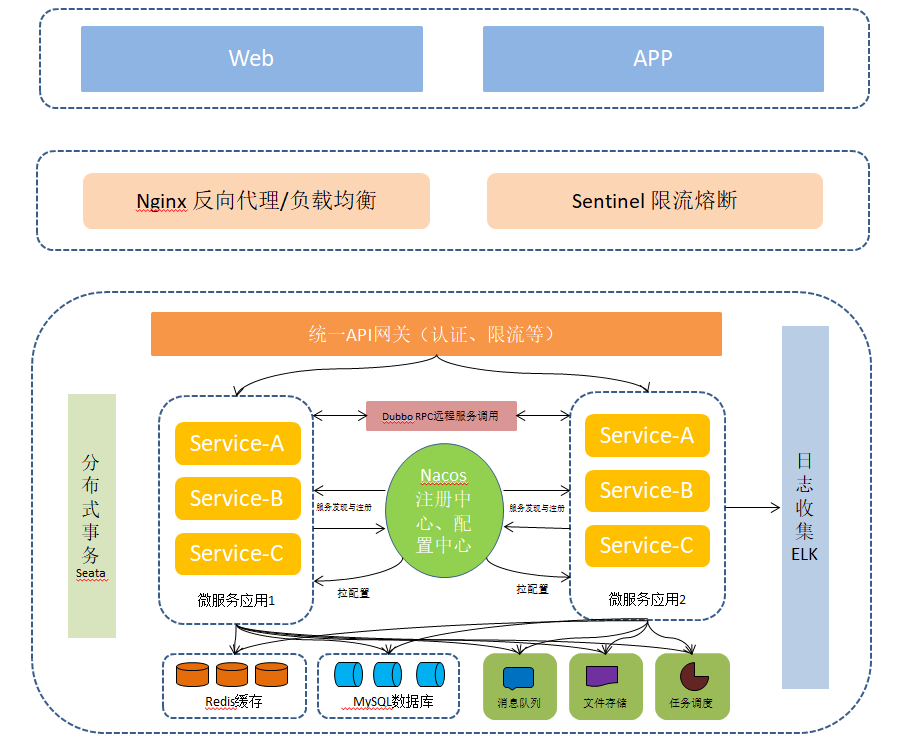 Web
APP
Nginx 反向代理/负载均衡
Sentinel 限流熔断
统一API网关（认证、限流等）
分
布
式
事
务
Seata
Service-A
Service-B
Service-C
微服务应用1
Dubbo RPC远程服务调用
Nacos
注册中
心、配
置中心
服务发现与注册
服务发现与注册
拉配置
拉配置
Service-A
Service-B
Service-C
微服务应用2
日
志
收
集
ELK
Redis缓存
MySQL数据库
消息队列
文件存储
任务调度